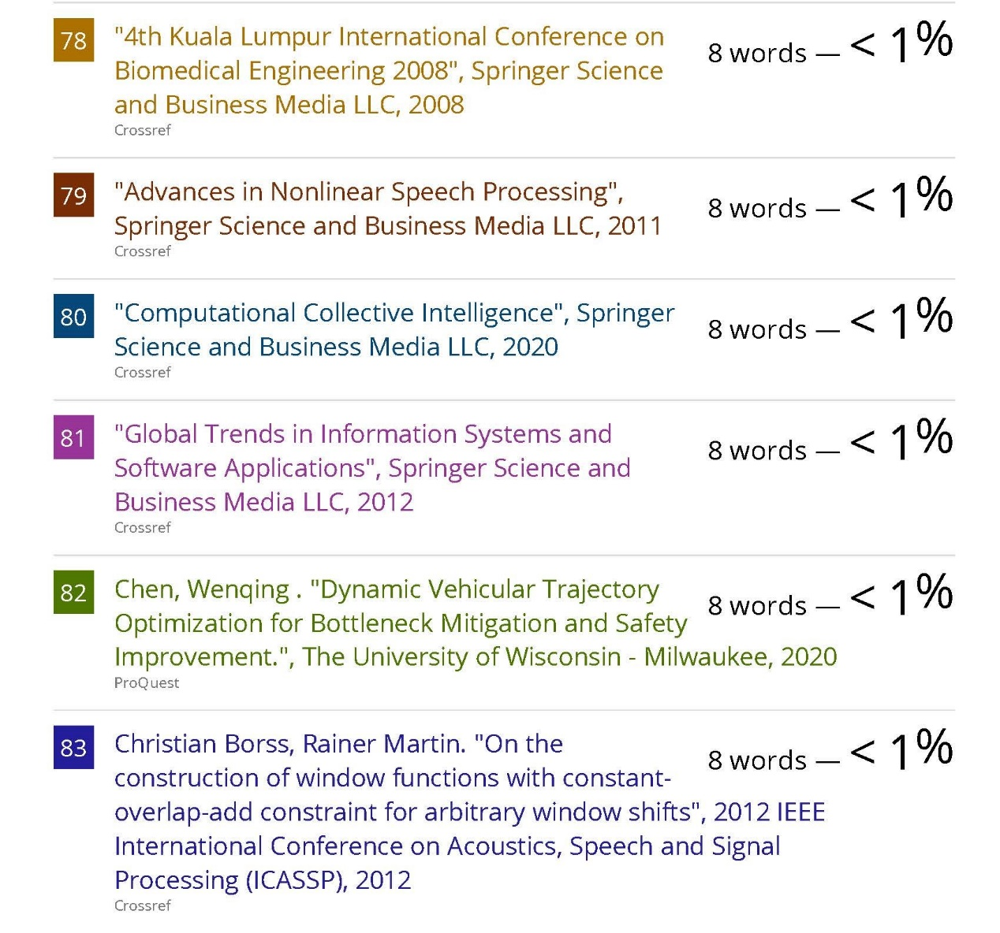 78 "4th Kuala Lumpur International Conference on 8 words — < 1%
Biomedical Engineering 2008", Springer Science
and Business Media LLC, 2008
Crossref
79 "Advances in Nonlinear Speech Processing", 8 words — < 1%
Springer Science and Business Media LLC, 2011
Crossref
80 "Computational Collective Intelligence", Springer 8 words — < 1%
Science and Business Media LLC, 2020
Crossref
81 "Global Trends in Information Systems and 8 words — < 1%
Software Applications", Springer Science and
Business Media LLC, 2012
Crossref
82 Chen, Wenqing . "Dynamic Vehicular Trajectory 8 words — < 1%
Optimization for Bottleneck Mitigation and Safety
Improvement.", The University of Wisconsin - Milwaukee, 2020
ProQuest
83 Christian Borss, Rainer Martin. "On the 8 words — < 1%
construction of window functions with constant-
overlap-add constraint for arbitrary window shifts", 2012 IEEE
International Conference on Acoustics, Speech and Signal
Processing (ICASSP), 2012
Crossref